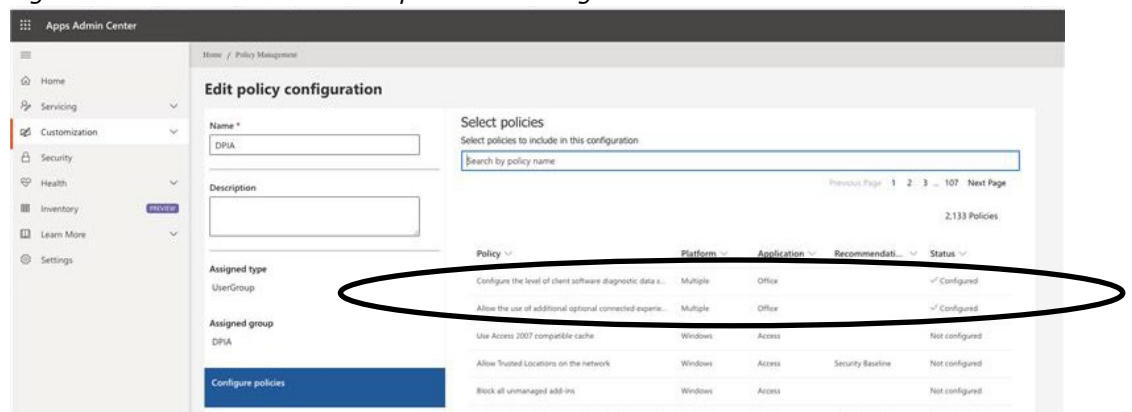 Apps Admin Center
Home / Policy Management
Home
Edit policy configuration
Servicing
Customization
Security
Health
Inventory PREVIEW
Learn More
Settings
Name *
DPIA
Description
Assigned type
UserGroup
Assigned group
DPIA
Configure policies
Select policies
Select policies to include in this configuration
Search by policy name
Previous Page 1 2 3 ... 107 Next Page
2,133 Policies
Policy Platform Application Recommendati... Status
Configure the level of client software diagnostic data s... Multiple Office Configured
Allow the use of additional optional connected experie... Multiple Office Configured
Use Access 2007 compatible cache Windows Access Not configured
Allow Trusted Locations on the network Windows Access Security Baseline Not configured
Block all unmanaged add-ins Windows Access Not configured